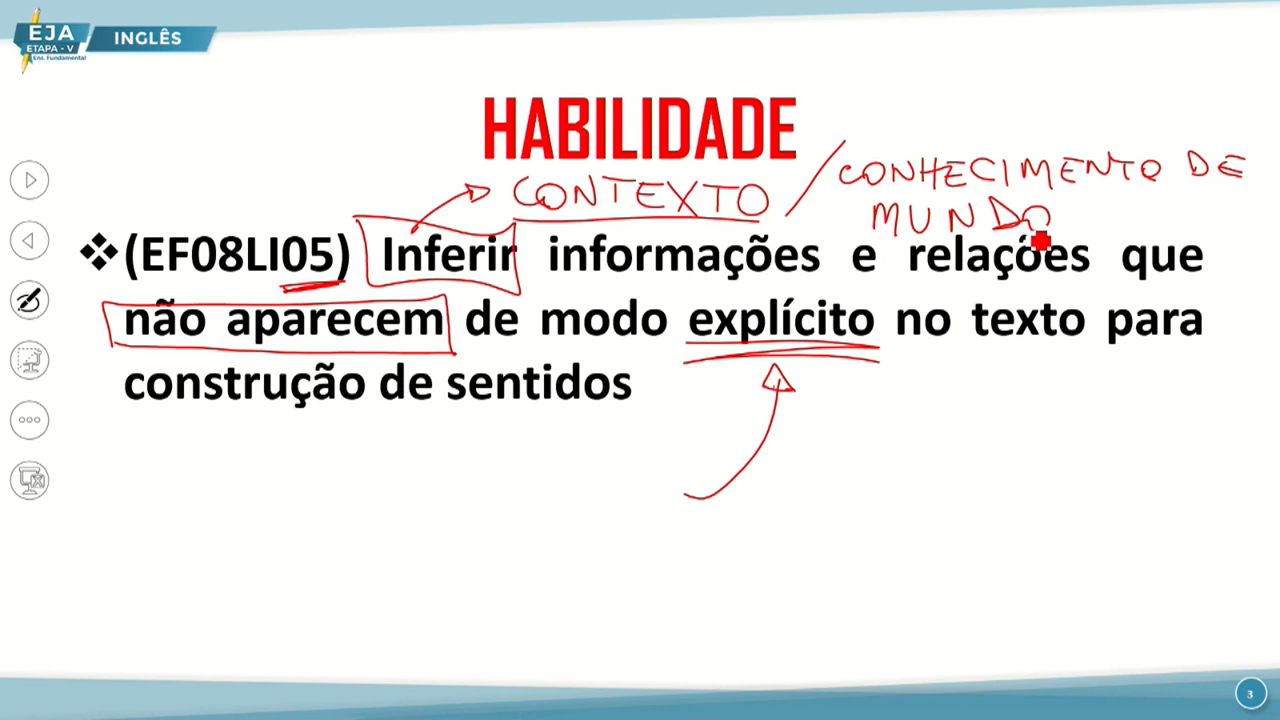 EJA
ETAPA - V
Ens. Fundamental
INGLÊS
HABILIDADE
CONTEXTO / CONHECIMENTO DE
MUNDO
❖(EF08LI05) Inferir informações e relações que
não aparecem de modo explícito no texto para
construção de sentidos
3